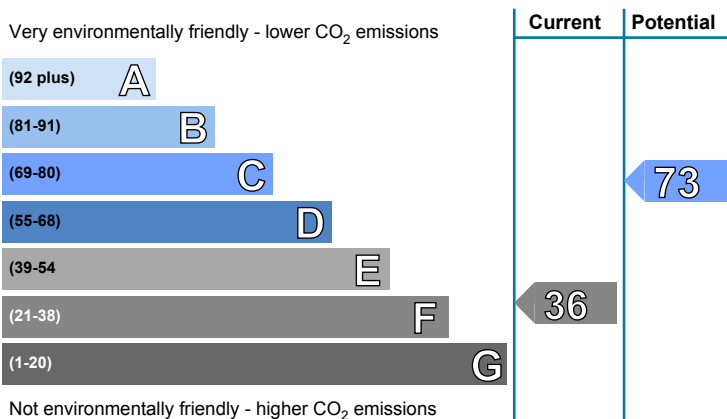 Very environmentally friendly - lower CO2 emissions
Current
Potential
(92 plus) A
(81-91) B
(69-80) C
73
(55-68) D
(39-54 E
(21-38) F
36
(1-20) G
Not environmentally friendly - higher CO2 emissions